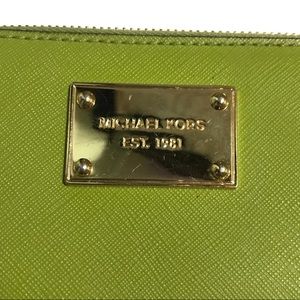 MICHAEL KORS
EST. 1981